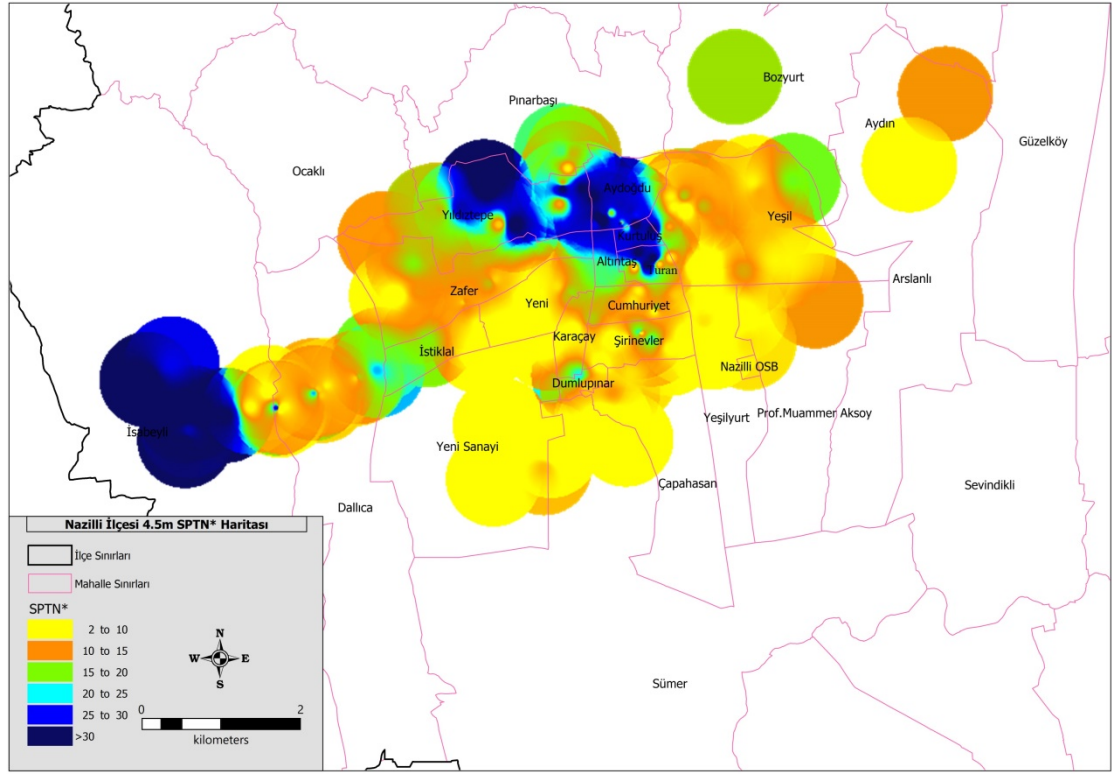 Bozyurt
Pınarbaşı
Aydın
Güzelköy
Ocaklı
Aydoğdu
Yıldıztepe
Yeşil
Kurtuluş
Altıntaş
Turan
Arslanlı
Zafer
Yeni
Cumhuriyet
Karaçay
Şirinevler
İstiklal
Nazilli OSB
Dumlupınar
İsabeyli
Yeni Sanayi
Yeşilyurt
Prof.Muammer Aksoy
Çapahasan
Sevindikli
Dallıca
Sümer
Nazilli İlçesi 4.5m SPTN* Haritası
İlçe Sınırları
Mahalle Sınırları
SPTN*
2 to 10
10 to 15
15 to 20
20 to 25
25 to 30
>30
N
W E
S
0 2
kilometers